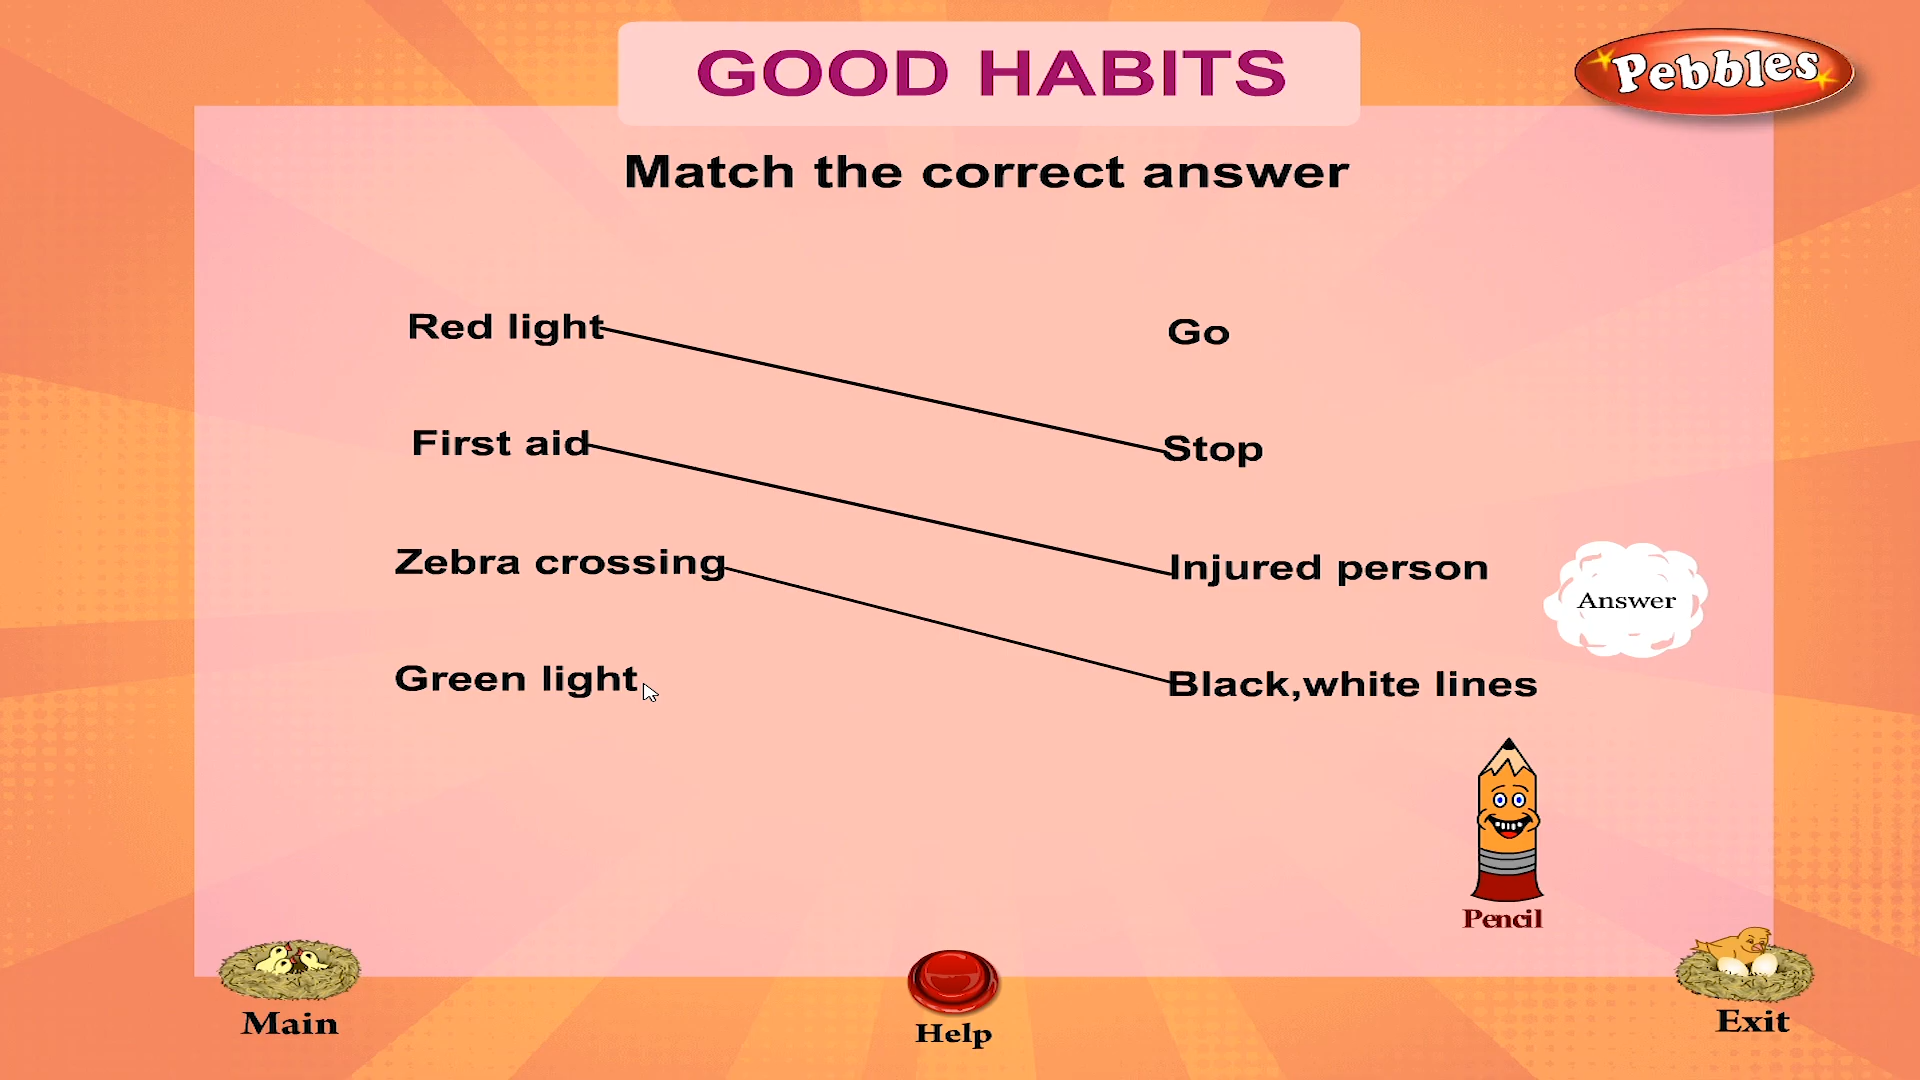 GOOD HABITS
Pebbles
Match the correct answer
Red light
Go
First aid
Stop
Zebra crossing
Injured person
Answer
Green light
Black,white lines
Pencil
Main
Help
Exit